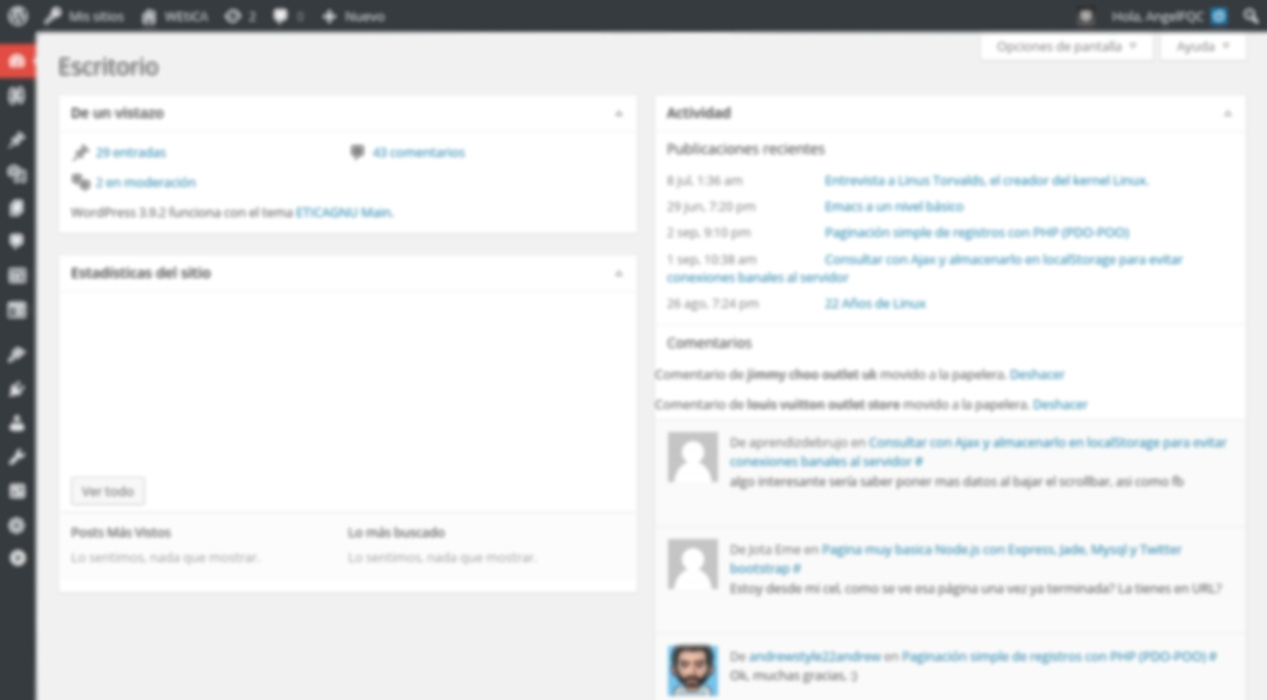 Mis sitios WEtICA 2 0 Nuevo Hola, AngelFQC
Opciones de pantalla Ayuda
Escritorio
De un vistazo
29 entradas 43 comentarios
2 en moderación
WordPress 3.9.2 funciona con el tema ETICAGNU Main.
Estadísticas del sitio
Ver todo
Posts Más Vistos Lo más buscado
Lo sentimos, nada que mostrar. Lo sentimos, nada que mostrar.
Actividad
Publicaciones recientes
8 jul, 1:36 am Entrevista a Linus Torvalds, el creador del kernel Linux.
29 jun, 7:20 pm Emacs a un nivel básico
2 sep, 9:10 pm Paginación simple de registros con PHP (PDO-POO)
1 sep, 10:38 am Consultar con Ajax y almacenarlo en localStorage para evitar
conexiones banales al servidor
26 ago, 7:24 pm 22 Años de Linux
Comentarios
Comentario de jimmy choo outlet uk movido a la papelera. Deshacer
Comentario de louis vuitton outlet store movido a la papelera. Deshacer
De aprendizdebrujo en Consultar con Ajax y almacenarlo en localStorage para evitar
conexiones banales al servidor #
algo interesante sería saber poner mas datos al bajar el scrollbar, asi como fb
De Jota Eme en Pagina muy basica Node.js con Express, Jade, Mysql y Twitter
bootstrap #
Estoy desde mi cel, como se ve esa página una vez ya terminada? La tienes en URL?
De andrewstyle22andrew en Paginación simple de registros con PHP (PDO-POO) #
Ok, muchas gracias, :)